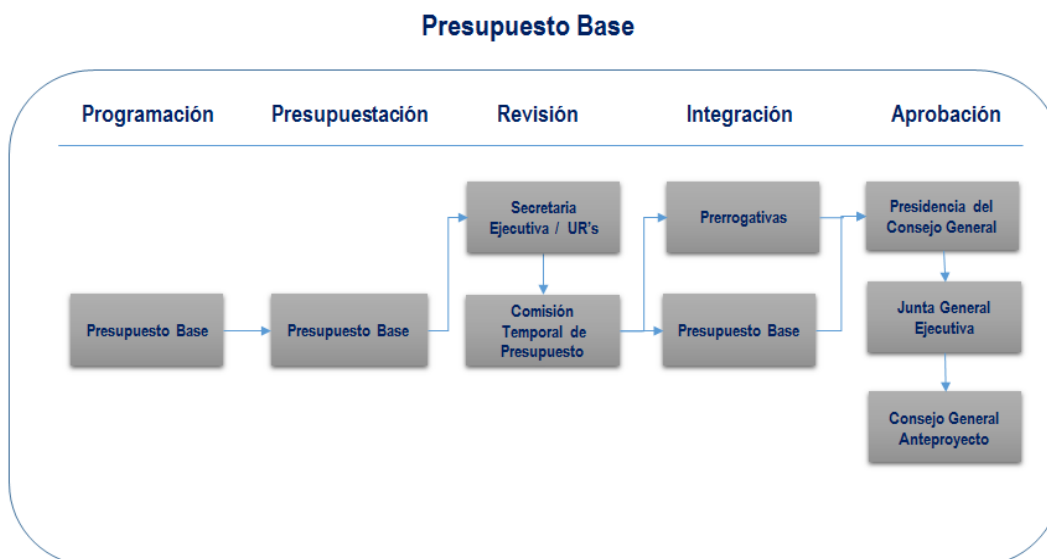 Presupuesto Base
Programación
Presupuestación
Revisión
Integración
Aprobación
Presupuesto Base
Presupuesto Base
Secretaria
Ejecutiva / UR's
Comisión
Temporal de
Presupuesto
Prerrogativas
Presupuesto Base
Presidencia del
Consejo General
Junta General
Ejecutiva
Consejo General
Anteproyecto